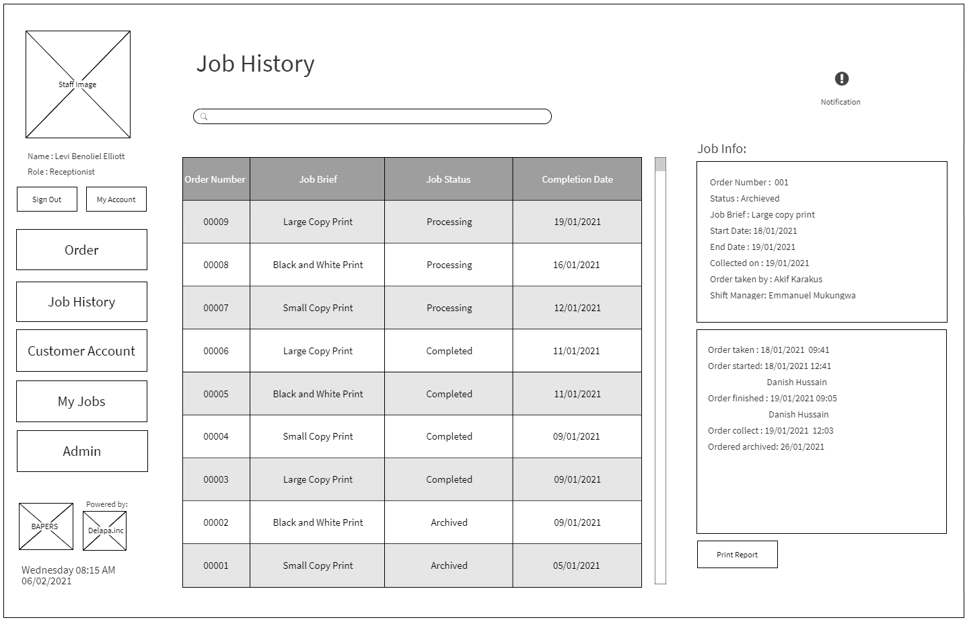 Staff Image
Name : Levi Benoliel Elliott
Role : Receptionist
Sign Out
My Account
Order
Job History
Customer Account
My Jobs
Admin
BAPERS
Powered by:
Delapa.inc
Wednesday 08:15 AM
06/02/2021
Job History
Order Number Job Brief Job Status Completion Date
00009 Large Copy Print Processing 19/01/2021
00008 Black and White Print Processing 16/01/2021
00007 Small Copy Print Processing 12/01/2021
00006 Large Copy Print Completed 11/01/2021
00005 Black and White Print Completed 11/01/2021
00004 Small Copy Print Completed 09/01/2021
00003 Large Copy Print Completed 09/01/2021
00002 Black and White Print Archived 09/01/2021
00001 Small Copy Print Archived 05/01/2021
Notification
Job Info:
Order Number : 001
Status : Archieved
Job Brief : Large copy print
Start Date: 18/01/2021
End Date : 19/01/2021
Collected on : 19/01/2021
Order taken by : Akif Karakus
Shift Manager: Emmanuel Mukungwa
Order taken : 18/01/2021 09:41
Order started: 18/01/2021 12:41
Danish Hussain
Order finished : 19/01/2021 09:05
Danish Hussain
Order collect : 19/01/2021 12:03
Ordered archived: 26/01/2021
Print Report